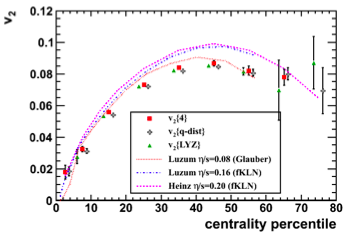 v₂
0.12
0.1
0.08
0.06
0.04
0.02
0
v₂{4}
v₂{q-dist}
v₂{LYZ}
Luzum η/s=0.08 (Glauber)
Luzum η/s=0.16 (fKLN)
Heinz η/s=0.20 (fKLN)
0 10 20 30 40 50 60 70 80
centrality percentile